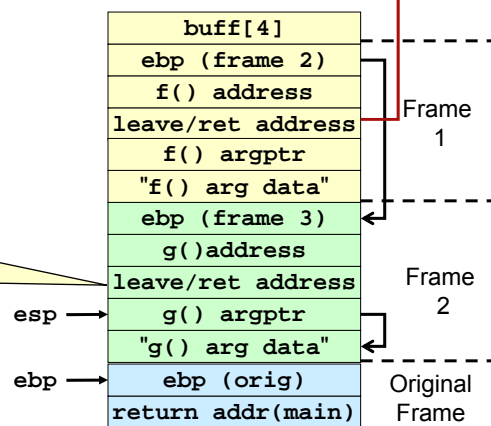 buff[4]
ebp (frame 2)
f() address
leave/ret address
f() argptr
"f() arg data"
Frame
1
ebp (frame 3)
g()address
leave/ret address
esp
g() argptr
"g() arg data"
Frame
2
ebp
ebp (orig)
return addr(main)
Original
Frame